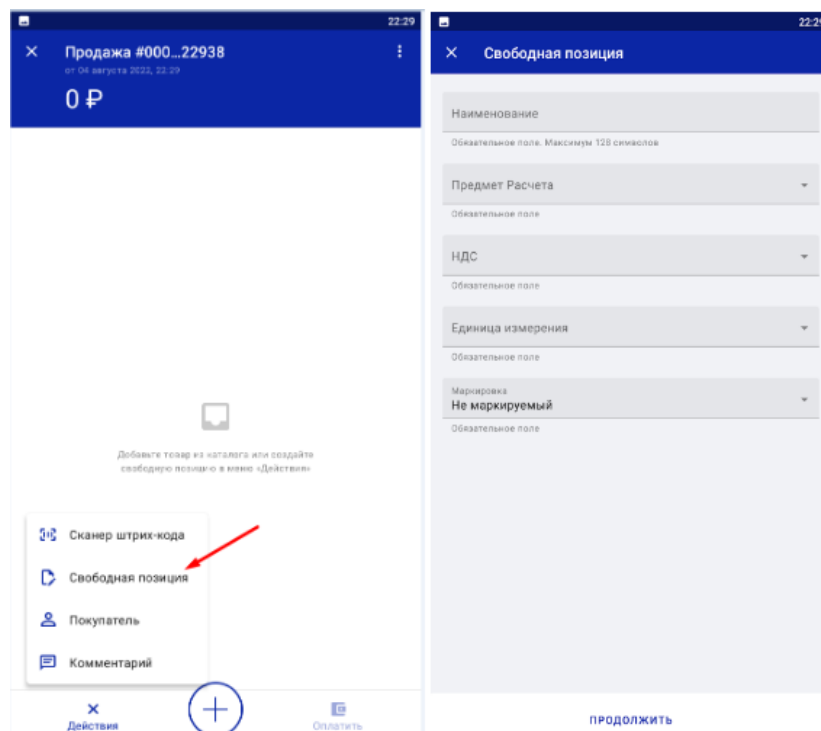 22:29
Продажа #000...22938
от 04 августа 2022, 22:29
0 ₽
Добавьте товар из каталога или создайте
свободную позицию в меню «Действия»
Сканер штрих-кода
Свободная позиция
Покупатель
Комментарий
Действия
Оплатить
22:29
Свободная позиция
Наименование
Обязательное поле. Максимум 128 символов
Предмет Расчета
Обязательное поле
НДС
Обязательное поле
Единица измерения
Обязательное поле
Маркировка
Не маркируемый
Обязательное поле
ПРОДОЛЖИТЬ